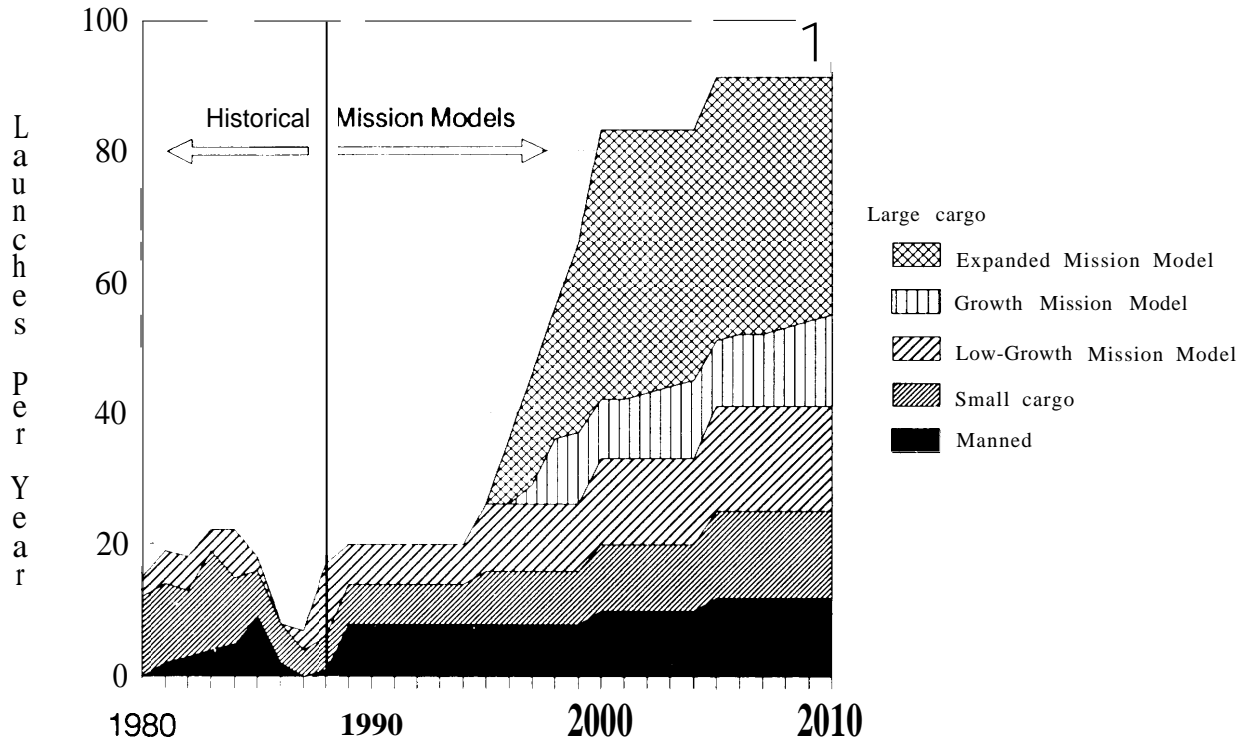 Launches Per Year
100
80
60
40
20
0
1
Historical
Mission Models
1980
1990
2000
2010
Large cargo
Expanded Mission Model
Growth Mission Model
Low-Growth Mission Model
Small cargo
Manned